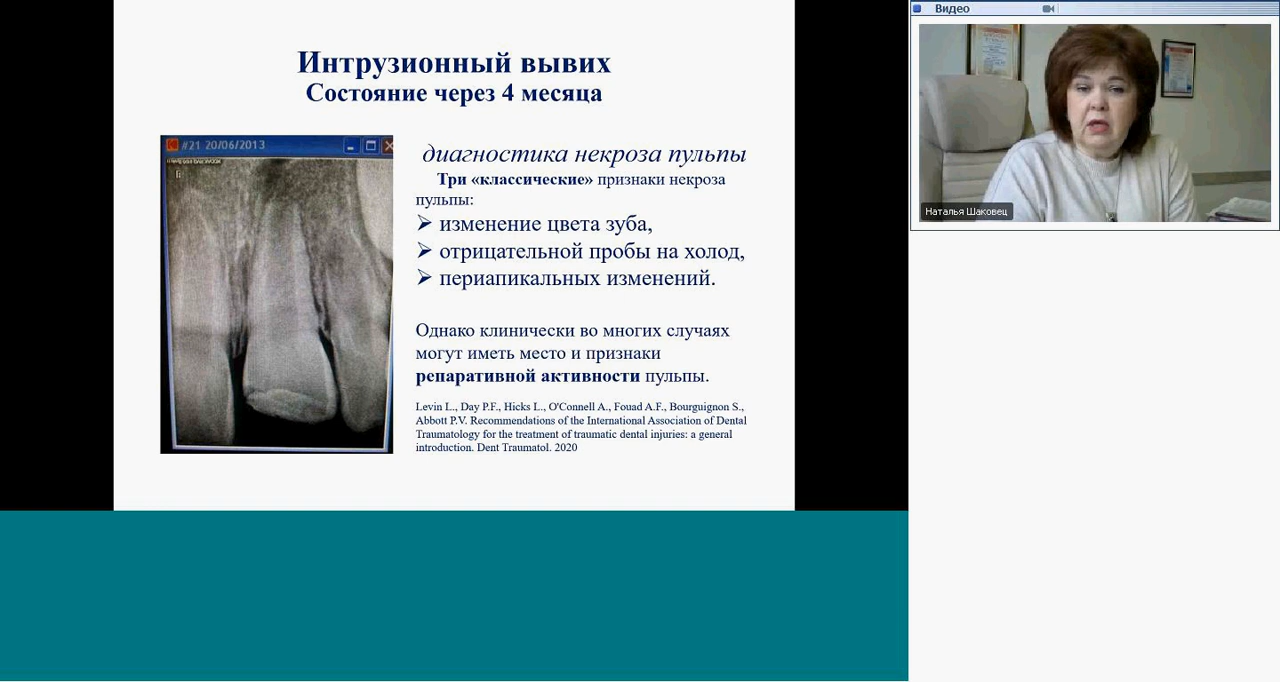 Интрузионный вывих
Состояние через 4 месяца
#21 20/06/2013
диагностика некроза пульпы
Три «классические» признаки некроза
пульпы:
изменение цвета зуба,
отрицательной пробы на холод,
периапикальных изменений.
Однако клинически во многих случаях
могут иметь место и признаки
репаративной активности пульпы.
Levin L., Day P.F., Hicks L., O'Connell A., Fouad A.F., Bourguignon S.,
Abbott P.V. Recommendations of the International Association of Dental
Traumatology for the treatment of traumatic dental injuries: a general
introduction. Dent Traumatol. 2020
Видео
Наталья Шаковец